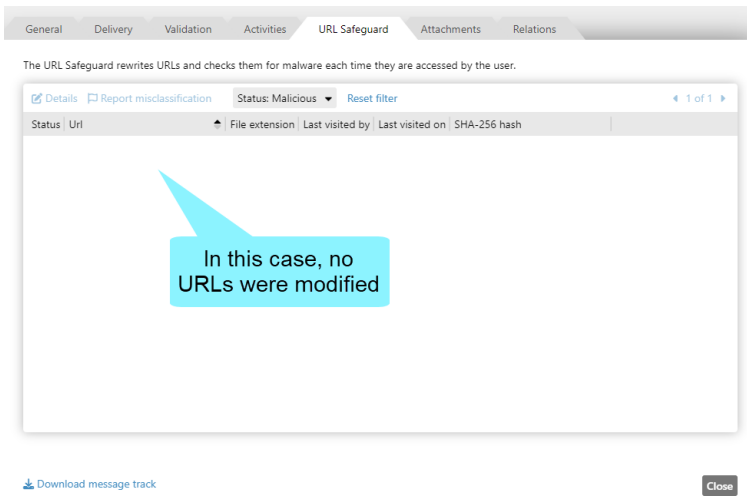 General Delivery Validation Activities URL Safeguard Attachments Relations
The URL Safeguard rewrites URLs and checks them for malware each time they are accessed by the user.
Details Report misclassification Status: Malicious Reset filter 1 of 1
Status Url File extension Last visited by Last visited on SHA-256 hash
In this case, no
URLs were modified
Download message track Close